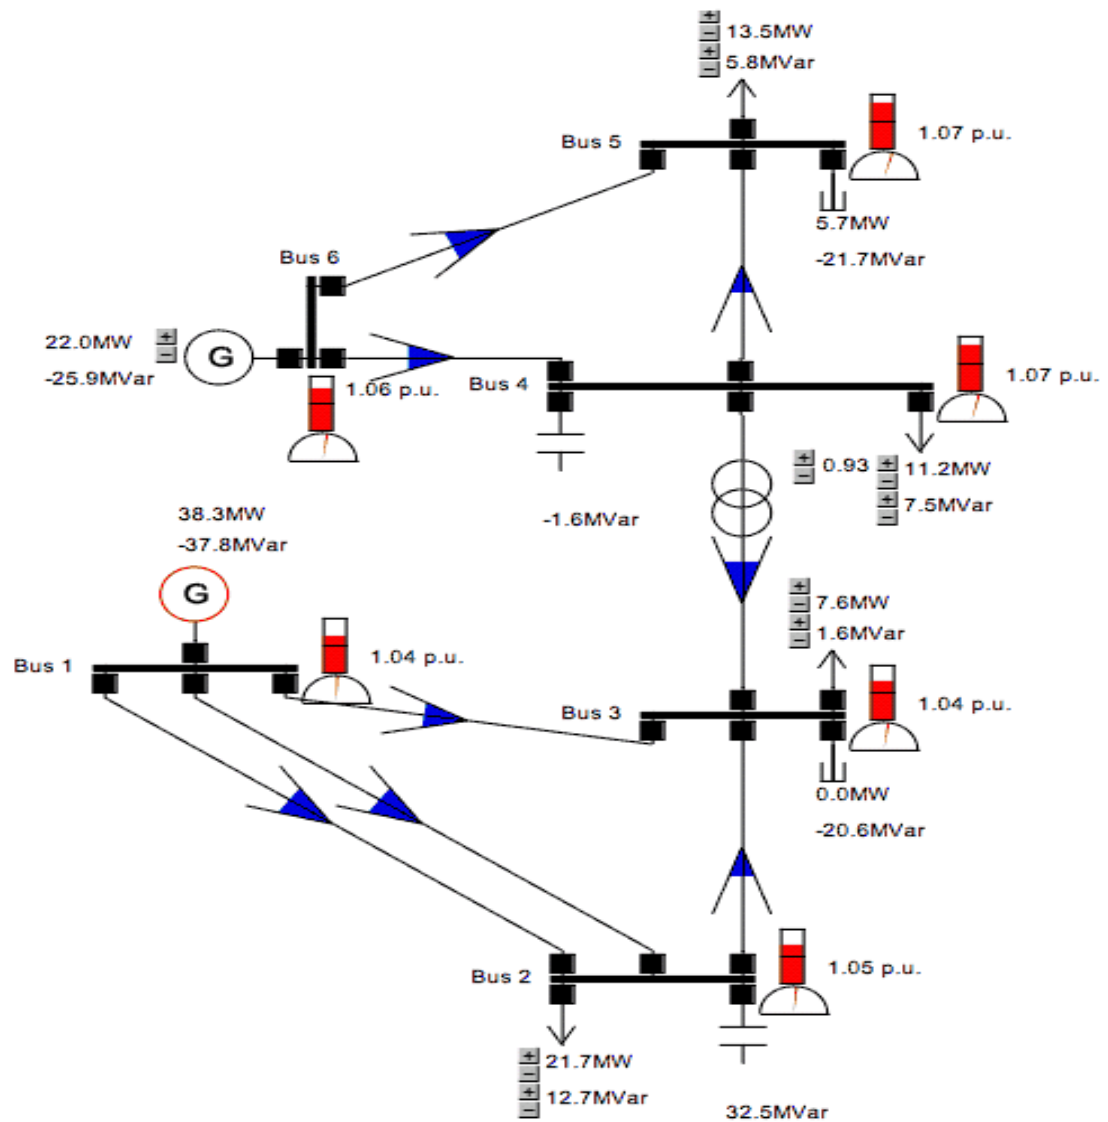 13.5MW
5.8MVar
Bus 5
1.07 p.u.
5.7MW
-21.7MVar
Bus 6
22.0MW
-25.9MVar
G
1.06 p.u.
Bus 4
1.07 p.u.
0.93
11.2MW
7.5MVar
-1.6MVar
38.3MW
-37.8MVar
G
Bus 1
1.04 p.u.
7.6MW
1.6MVar
Bus 3
1.04 p.u.
0.0MW
-20.6MVar
Bus 2
1.05 p.u.
21.7MW
12.7MVar
32.5MVar